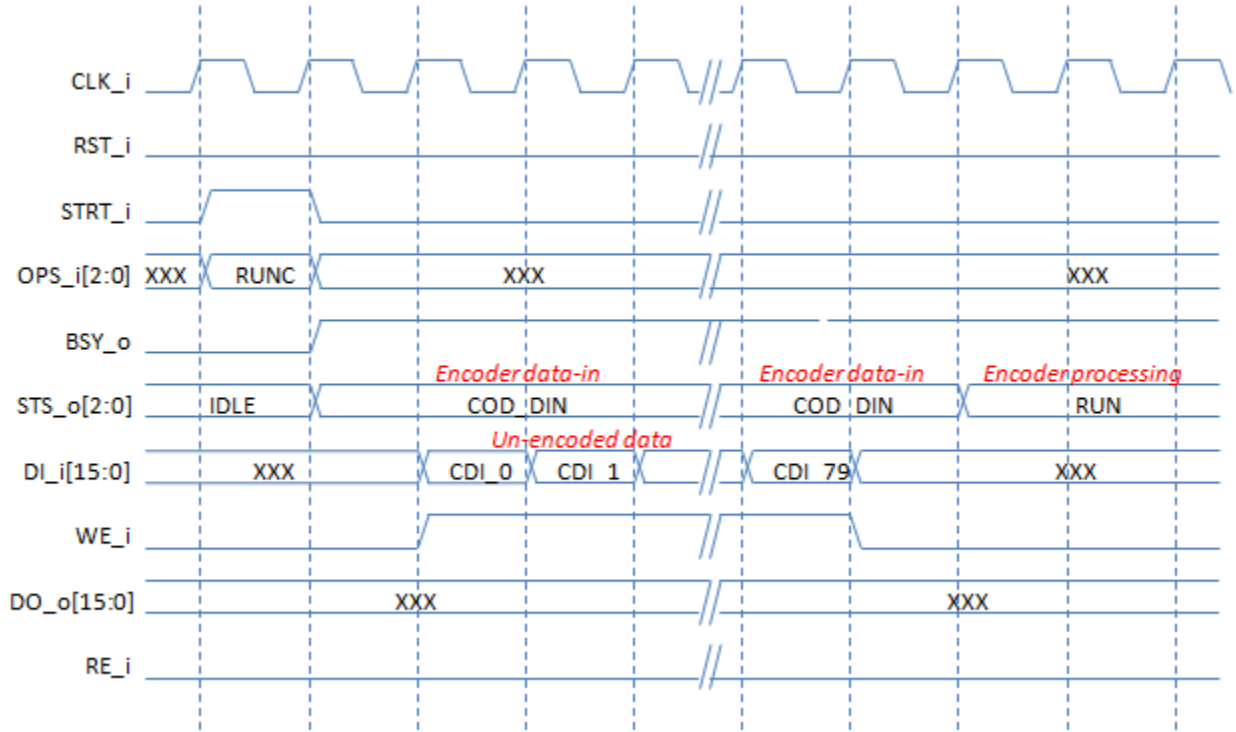 CLK_i
RST_i
STRT_i
OPS_i[2:0] XXX RUNC XXX XXX
BSY_o
Encoder data-in Encoder data-in Encoder processing
STS_o[2:0] IDLE COD_DIN COD_DIN RUN
Un-encoded data
DI_i[15:0] XXX CDI_0 CDI_1 CDI_79 XXX
WE_i
DO_o[15:0] XXX XXX
RE_i